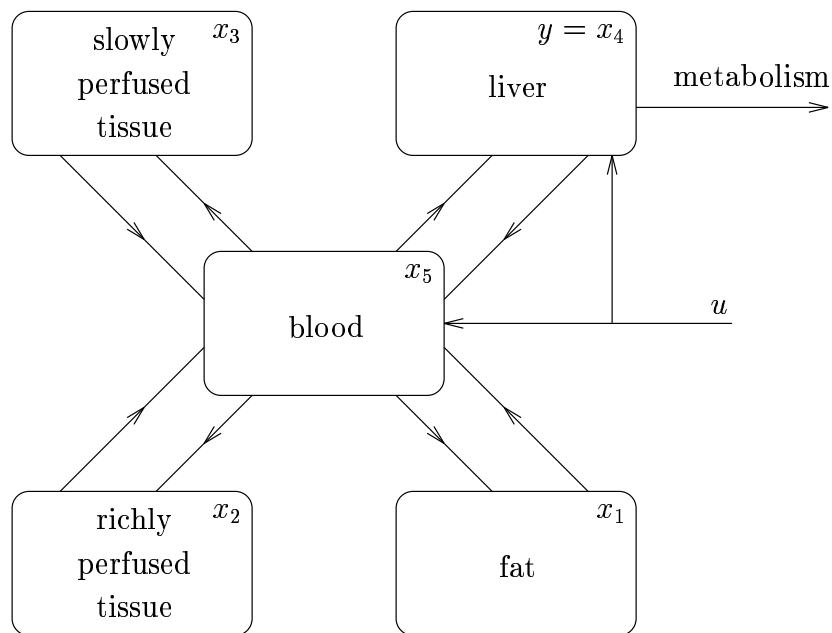 slowly
perfused
tissue
x₃
y = x₄
liver
metabolism
x₅
blood
u
richly
perfused
tissue
x₂
x₁
fat